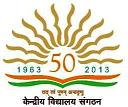 1963 50 2013
तत् त्वं पूषन् अपावृणु
केन्द्रीय विद्यालय संगठन